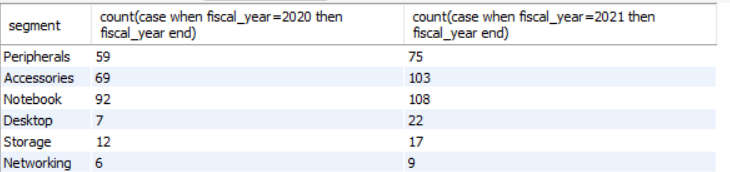 segment count(case when fiscal_year=2020 then fiscal_year end) count(case when fiscal_year=2021 then fiscal_year end)
Peripherals 59 75
Accessories 69 103
Notebook 92 108
Desktop 7 22
Storage 12 17
Networking 6 9